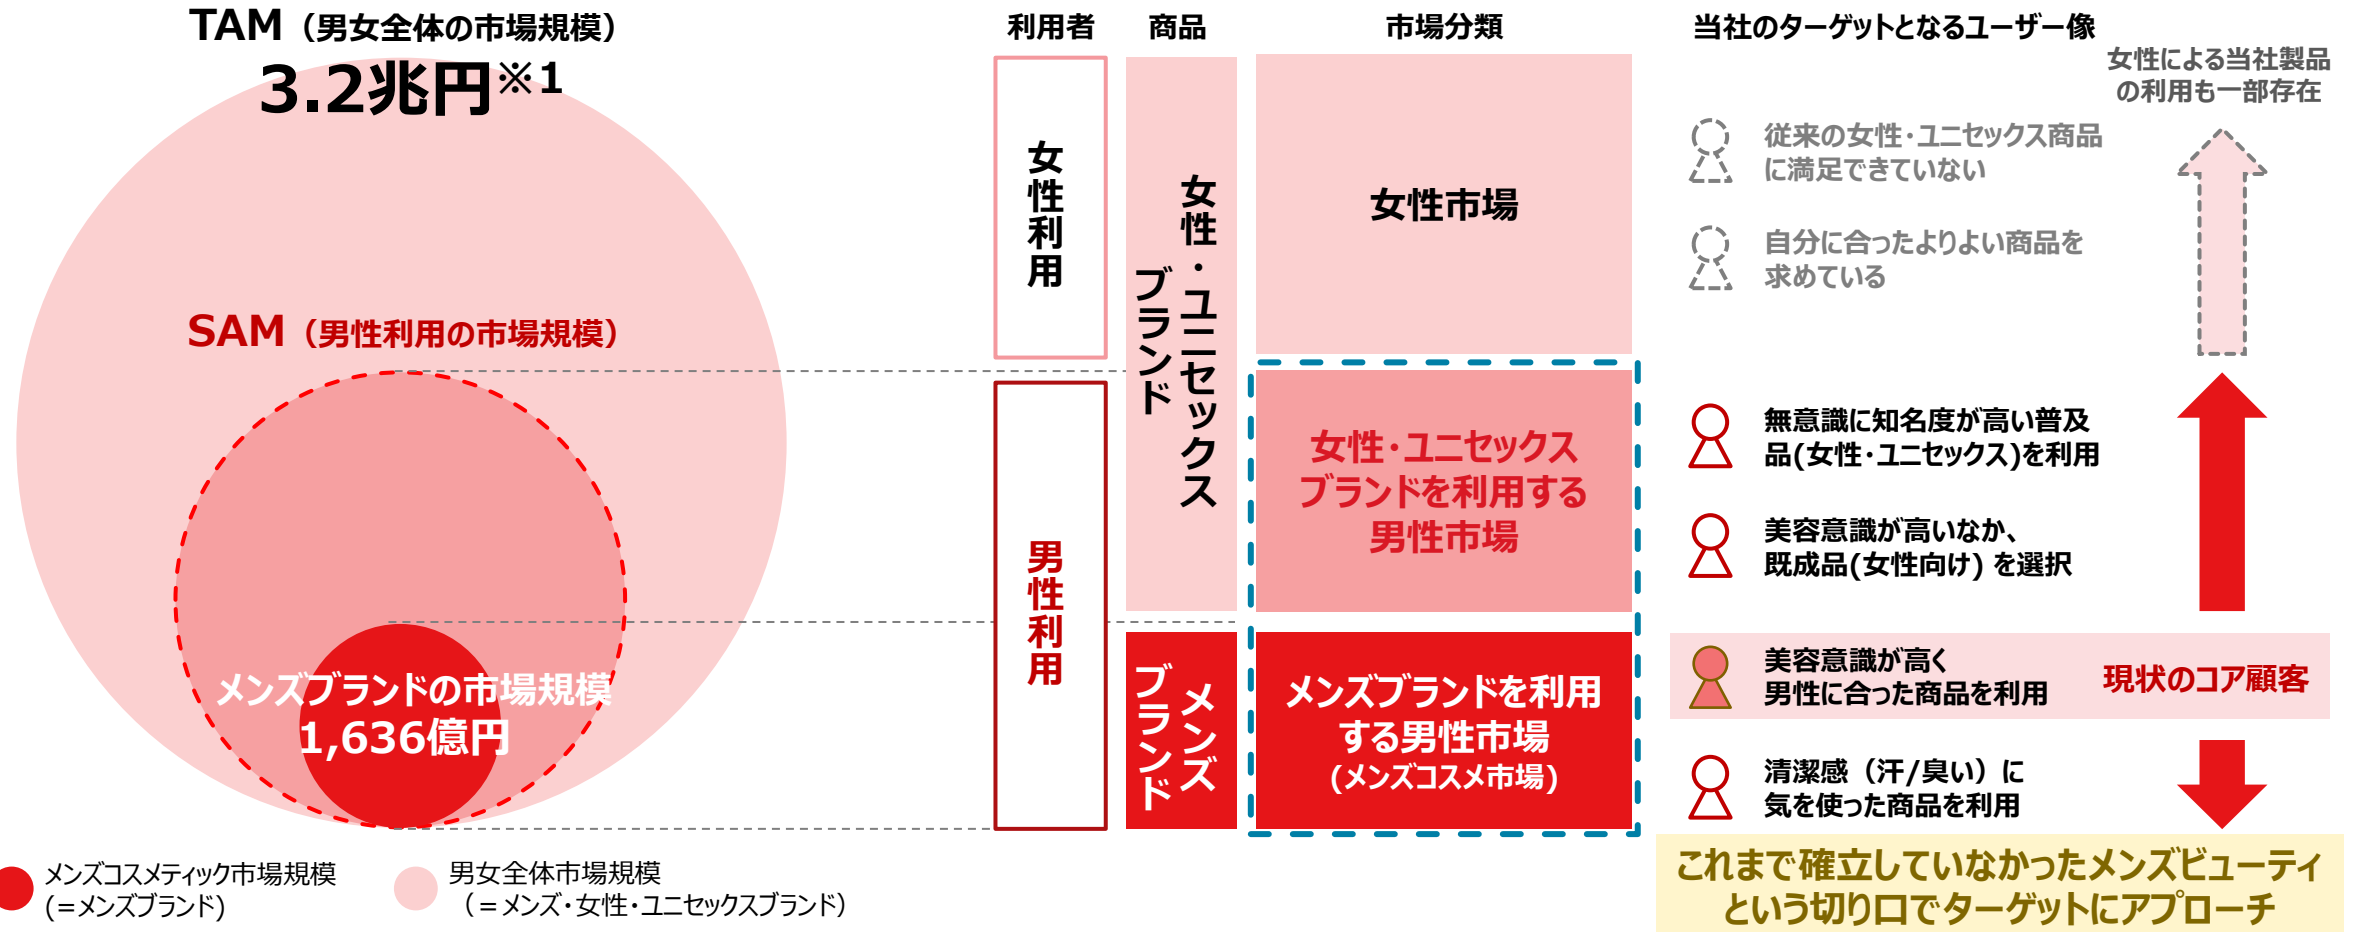 TAM（男女全体の市場規模）
3.2兆円※1
SAM（男性利用の市場規模）
メンズブランドの市場規模
1,636億円
メンズコスメティック市場規模
(＝メンズブランド)
男女全体市場規模
（＝メンズ・女性・ユニセックスブランド）
利用者
女性利用
男性利用
商品
女性・ユニセックス
ブランド
メンズ
ブランド
市場分類
女性市場
女性・ユニセックス
ブランドを利用する
男性市場
メンズブランドを利用
する男性市場
(メンズコスメ市場)
当社のターゲットとなるユーザー像
女性による当社製品
の利用も一部存在
従来の女性・ユニセックス商品
に満足できていない
自分に合ったよりよい商品を
求めている
無意識に知名度が高い普及
品(女性・ユニセックス)を利用
美容意識が高いなか、
既成品(女性向け) を選択
美容意識が高く
男性に合った商品を利用
現状のコア顧客
清潔感（汗/臭い）に
気を使った商品を利用
これまで確立していなかったメンズビューティ
という切り口でターゲットにアプローチ